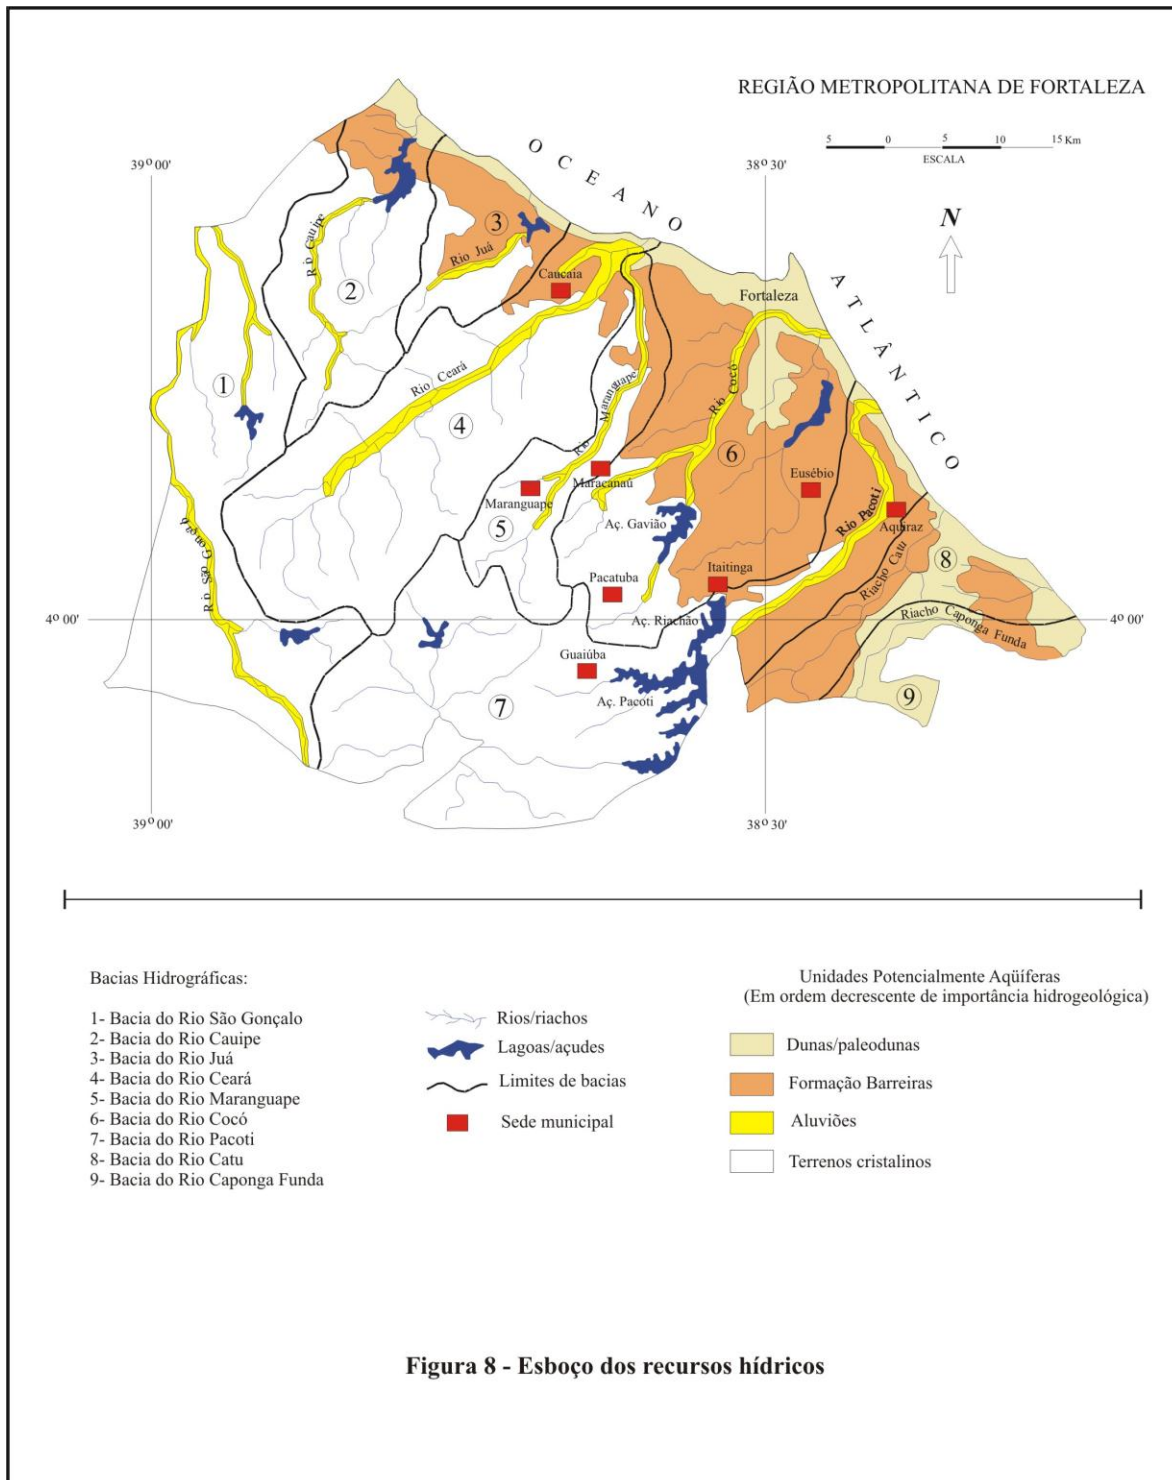 REGIÃO METROPOLITANA DE FORTALEZA
5 0 5 10 15 Km
ESCALA
39º 00'
38º 30'
OCEANO
ATLÂNTICO
N
3
Rio Juá
Rio Cauipe
2
Caucaia
Fortaleza
1
Rio Ceará
4
Rio Maranguape
Rio Cocó
6
Maracanaú
Maranguape
Eusébio
5
Aç. Gavião
Rio Pacoti
Aquiraz
Rio São Gonçalo
Pacatuba
Itaitinga
Riacho Catu
8
Aç. Riachão
Riacho Caponga Funda
4º 00'
4º 00'
Guaiúba
Aç. Pacoti
7
9
39º 00'
38º 30'
Bacias Hidrográficas:
1- Bacia do Rio São Gonçalo
2- Bacia do Rio Cauipe
3- Bacia do Rio Juá
4- Bacia do Rio Ceará
5- Bacia do Rio Maranguape
6- Bacia do Rio Cocó
7- Bacia do Rio Pacoti
8- Bacia do Rio Catu
9- Bacia do Rio Caponga Funda
Rios/riachos
Lagoas/açudes
Limites de bacias
Sede municipal
Unidades Potencialmente Aqüíferas
(Em ordem decrescente de importância hidrogeológica)
Dunas/paleodunas
Formação Barreiras
Aluviões
Terrenos cristalinos
Figura 8 - Esboço dos recursos hídricos